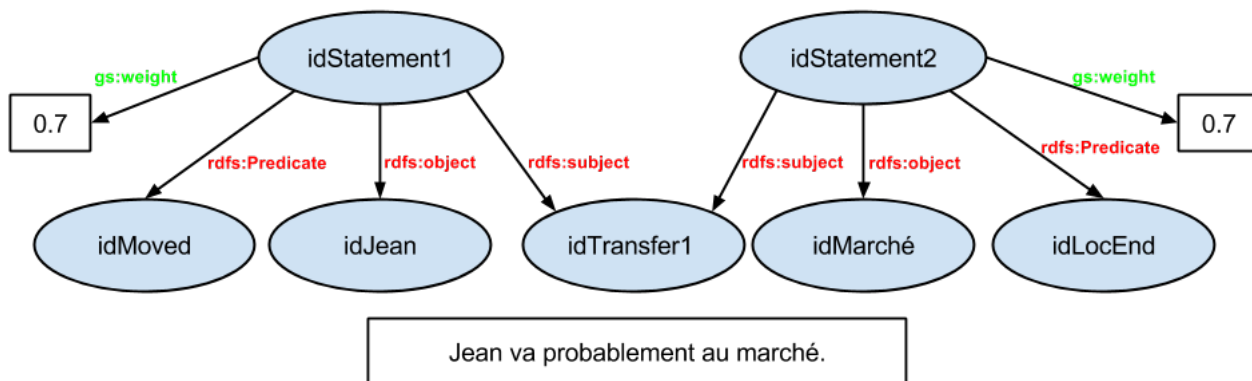 idStatement1
idStatement2
gs:weight
gs:weight
0.7
0.7
rdfs:Predicate
rdfs:object
rdfs:subject
rdfs:subject
rdfs:object
rdfs:Predicate
idMoved
idJean
idTransfer1
idMarché
idLocEnd
Jean va probablement au marché.